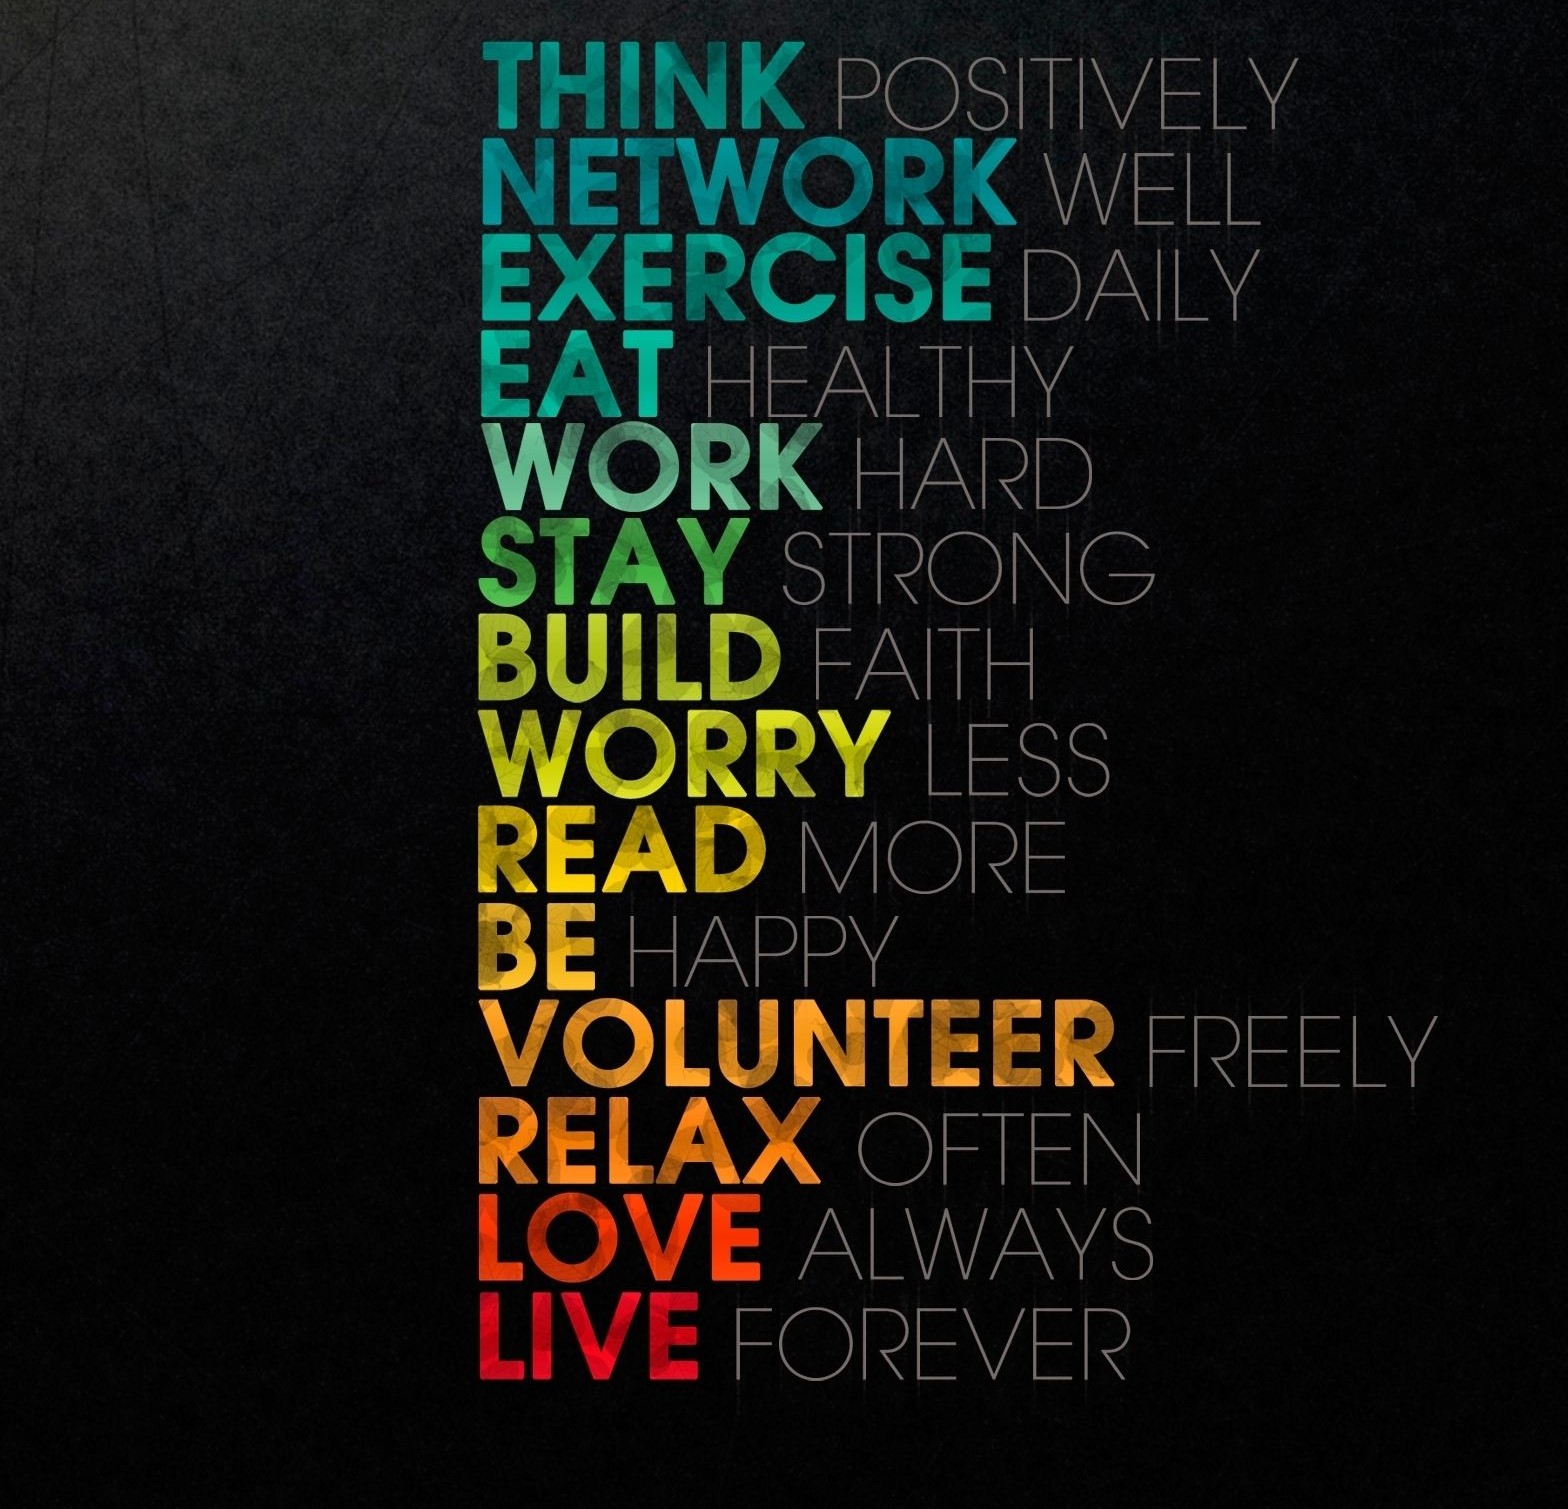 THINK POSITIVELY
NETWORK WELL
EXERCISE DAILY
EAT HEALTHY
WORK HARD
STAY STRONG
BUILD FAITH
WORRY LESS
READ MORE
BE HAPPY
VOLUNTEER FREELY
RELAX OFTEN
LOVE ALWAYS
LIVE FOREVER